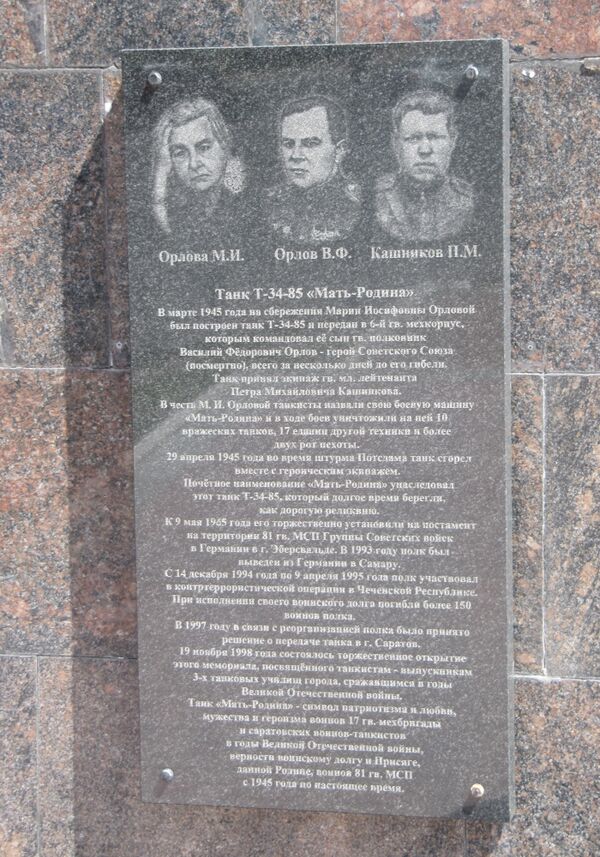 Орлова М.И. Орлов В.Ф. Кашников П.М.
Танк Т-34-85 «Мать-Родина»
В марте 1945 года на сбережения Марии Иосифовны Орловой
был построен танк Т-34-85 и передан в 6-й гв. мехкорпус,
которым командовал её сын гв. полковник
Василий Фёдорович Орлов - герой Советского Союза
(посмертно), всего за несколько дней до его гибели.
Танк принял экипаж гв. мл. лейтенанта
Петра Михайловича Кашникова.
В честь М. И. Орловой танкисты назвали свою боевую машину
«Мать-Родина» и в ходе боев уничтожили на ней 10
вражеских танков, 17 единиц другой техники и более
двух рот пехоты.
29 апреля 1945 года во время штурма Потсдама танк сгорел
вместе с героическим экипажем.
Почётное наименование «Мать-Родина» унаследовал
этот танк Т-34-85, который долгое время берегли,
как дорогую реликвию.
К 9 мая 1965 года его торжественно установили на постамент
на территории 81 гв. МСП Группы Советских войск
в Германии в г. Эберсвальде. В 1993 году полк был
выведен из Германии в Самару.
С 14 декабря 1994 года по 9 апреля 1995 года полк участвовал
в контртеррористической операции в Чеченской Республике.
При исполнении своего воинского долга погибли более 150
воинов полка.
В 1997 году в связи с реорганизацией полка было принято
решение о передаче танка в г. Саратов.
19 ноября 1998 года состоялось торжественное открытие
этого мемориала, посвящённого танкистам - выпускникам
3-х танковых училищ города, сражавшимся в годы
Великой Отечественной войны.
Танк «Мать-Родина» - символ патриотизма и любви,
мужества и героизма воинов 17 гв. мехбригады
и саратовских воинов-танкистов
в годы Великой Отечественной войны,
верности воинскому долгу и Присяге,
данной Родине, воинов 81 гв. МСП
с 1945 года по настоящее время.